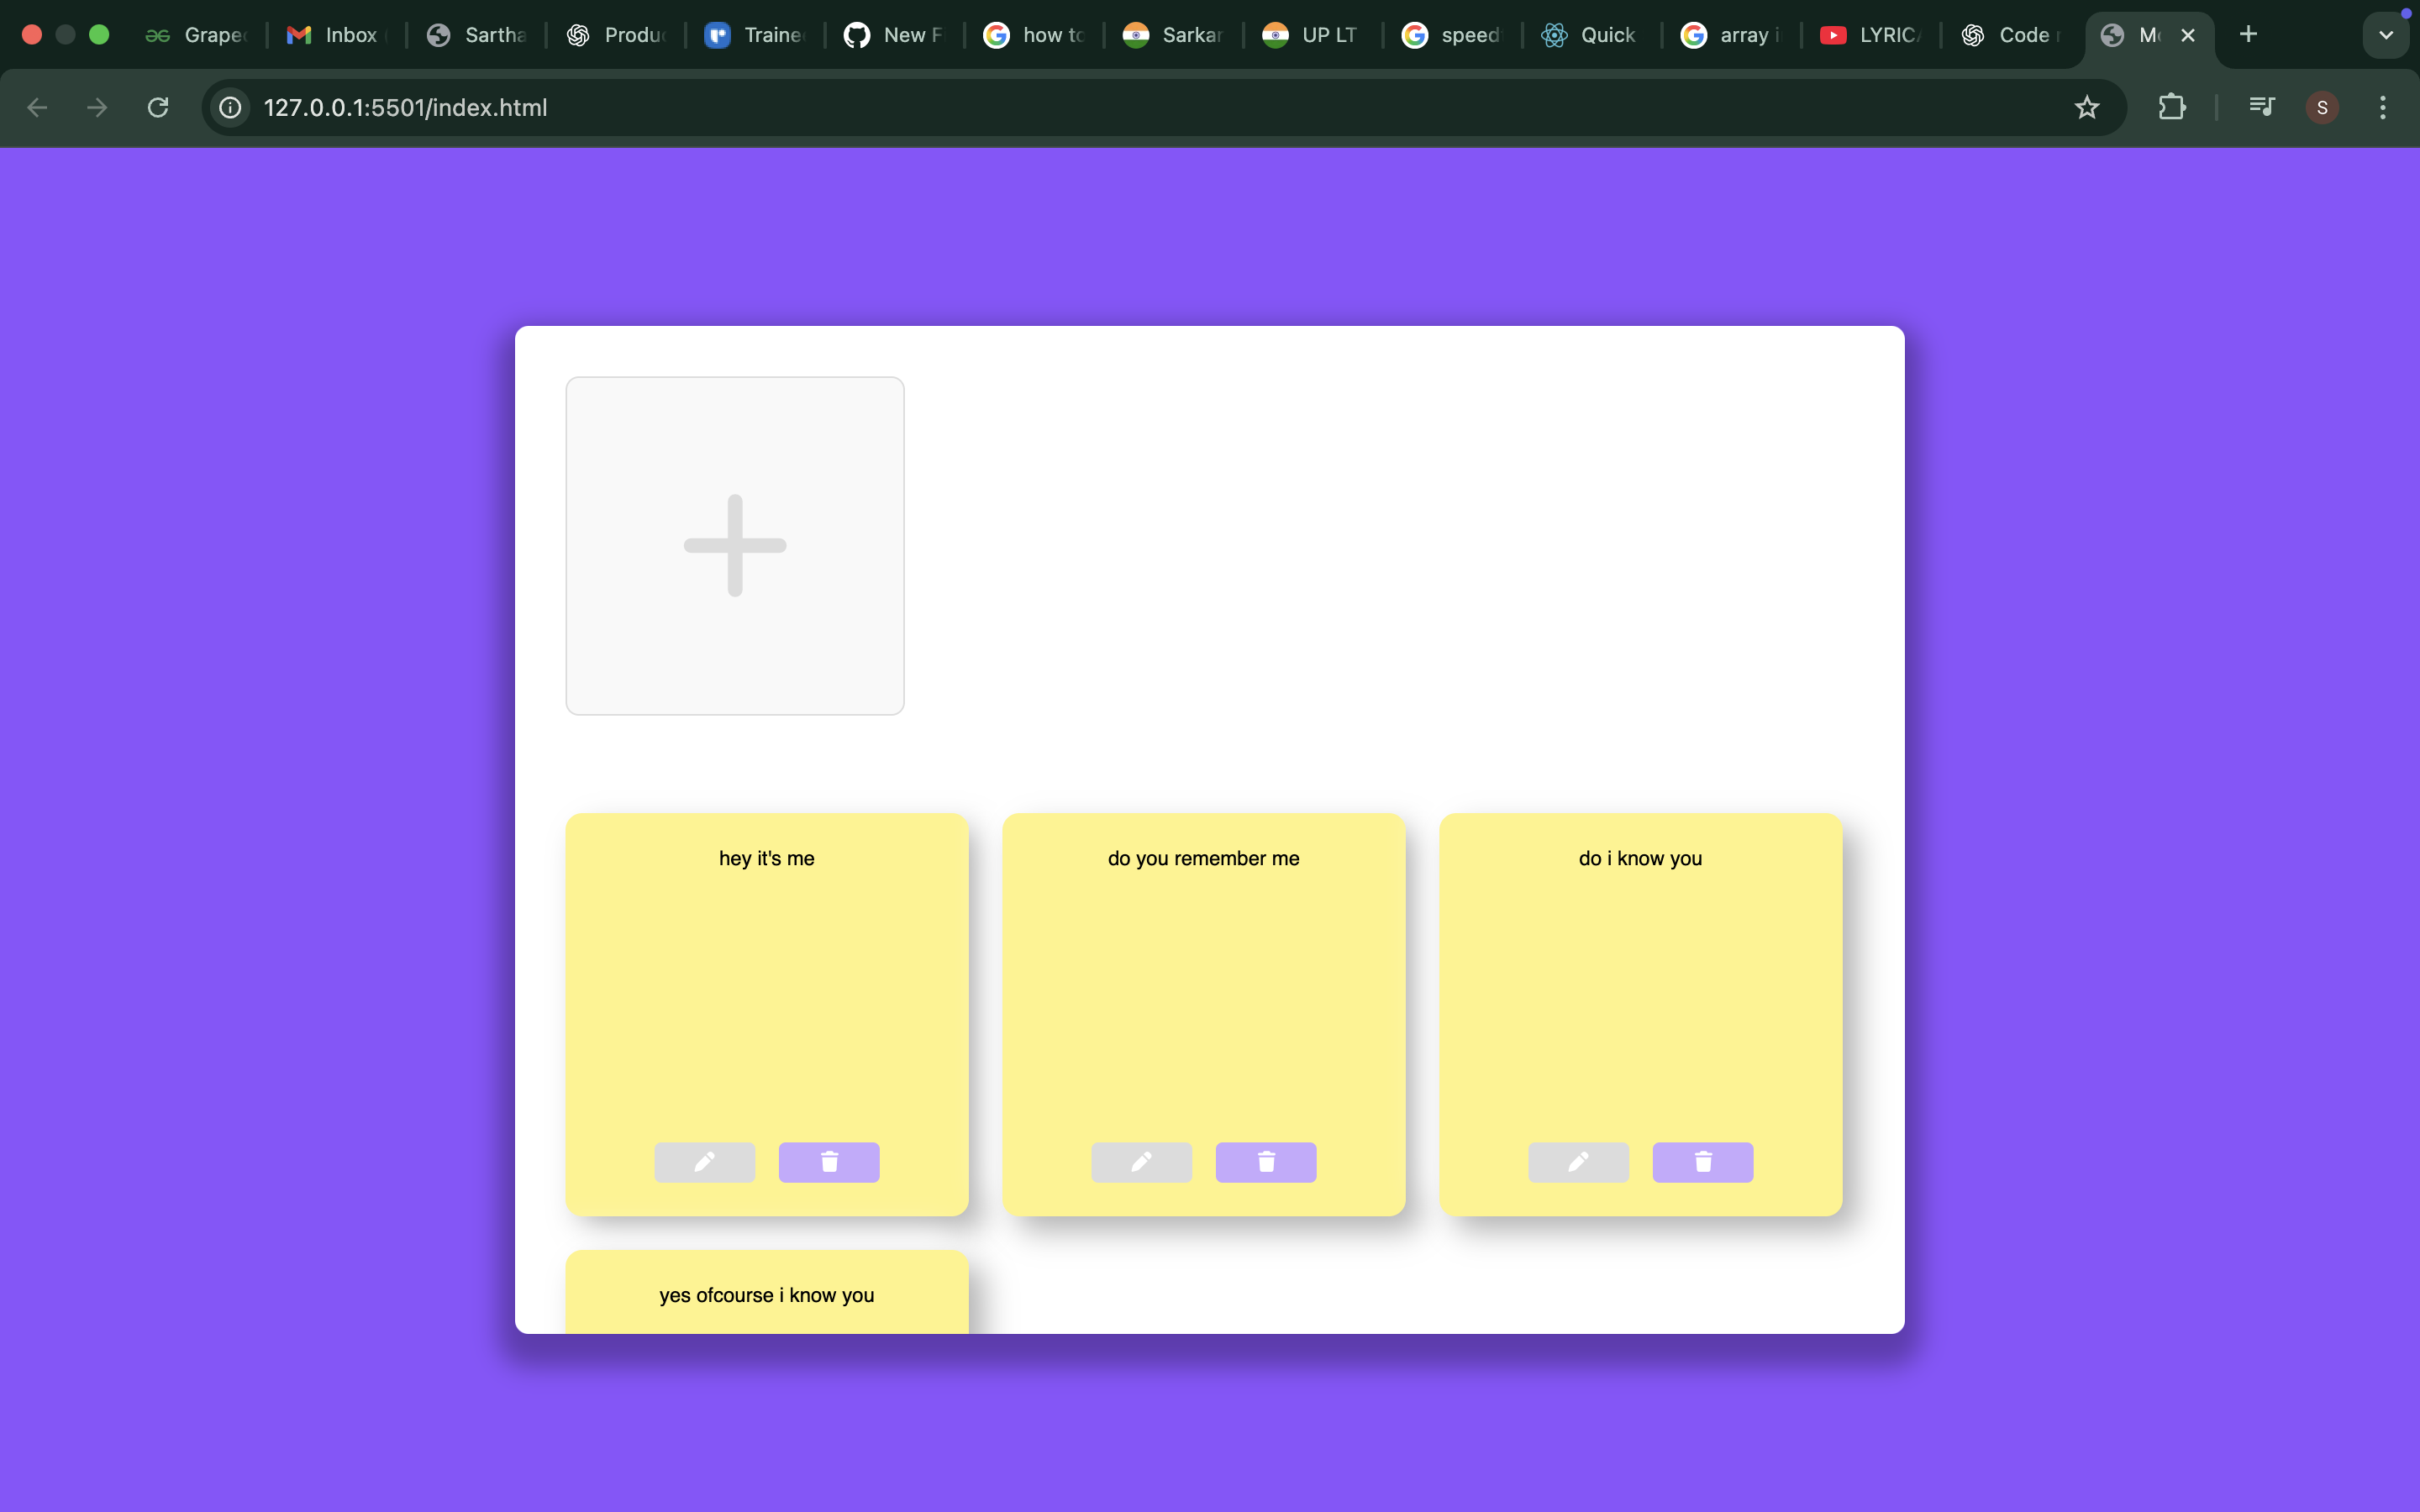 Grape
Inbox
Sartha
Produ
Traine
New F
how to
Sarkar
UP LT
speed
Quick
array i
LYRIC
Code
M
127.0.0.1:5501/index.html
S
hey it's me
do you remember me
do i know you
yes ofcourse i know you